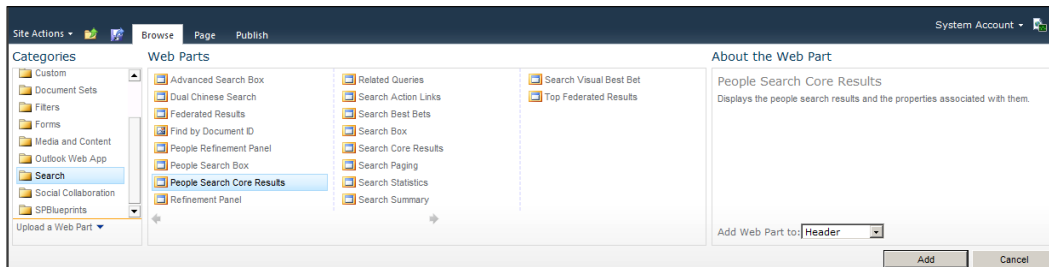 Site Actions
Browse
Page
Publish
System Account
Categories
Custom
Document Sets
Filters
Forms
Media and Content
Outlook Web App
Search
Social Collaboration
SPBlueprints
Upload a Web Part
Web Parts
Advanced Search Box
Dual Chinese Search
Federated Results
Find by Document ID
People Refinement Panel
People Search Box
People Search Core Results
Refinement Panel
Related Queries
Search Action Links
Search Best Bets
Search Box
Search Core Results
Search Paging
Search Statistics
Search Summary
Search Visual Best Bet
Top Federated Results
About the Web Part
People Search Core Results
Displays the people search results and the properties associated with them.
Add Web Part to: Header
Add
Cancel